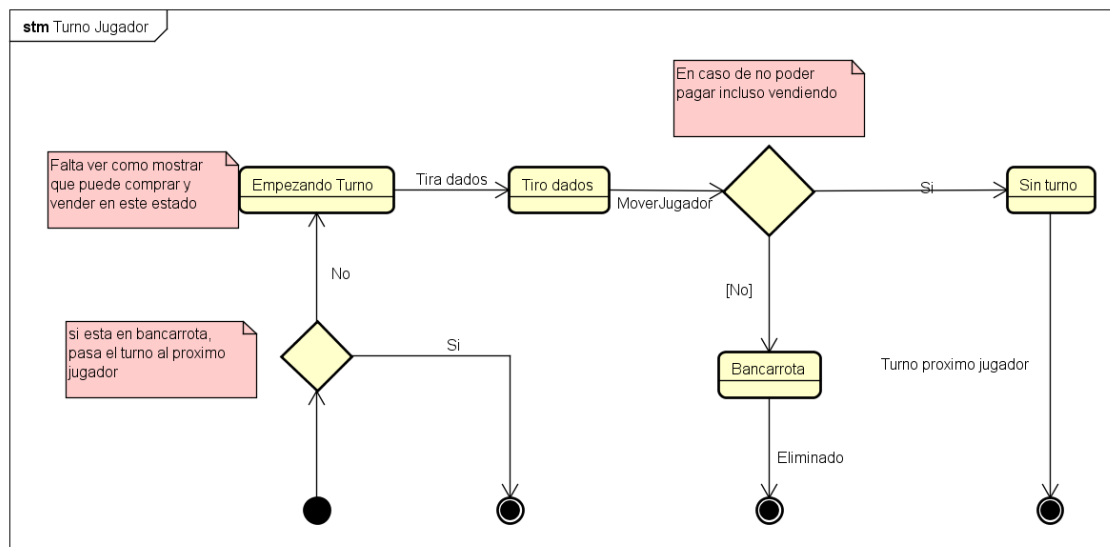 stm Turno Jugador
En caso de no poder
pagar incluso vendiendo
Falta ver como mostrar
que puede comprar y
vender en este estado
Empezando Turno
Tira dados
Tiro dados
MoverJugador
Si
Sin turno
No
[No]
si esta en bancarrota,
pasa el turno al proximo
jugador
Si
Bancarrota
Turno proximo jugador
Eliminado